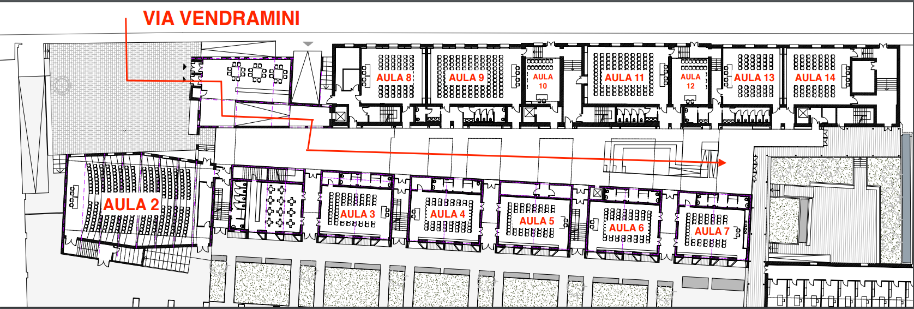 VIA VENDRAMINI
AULA 8
AULA 9
AULA
10
AULA 11
AULA
12
AULA 13
AULA 14
AULA 2
AULA 3
AULA 4
AULA 5
AULA 6
AULA 7